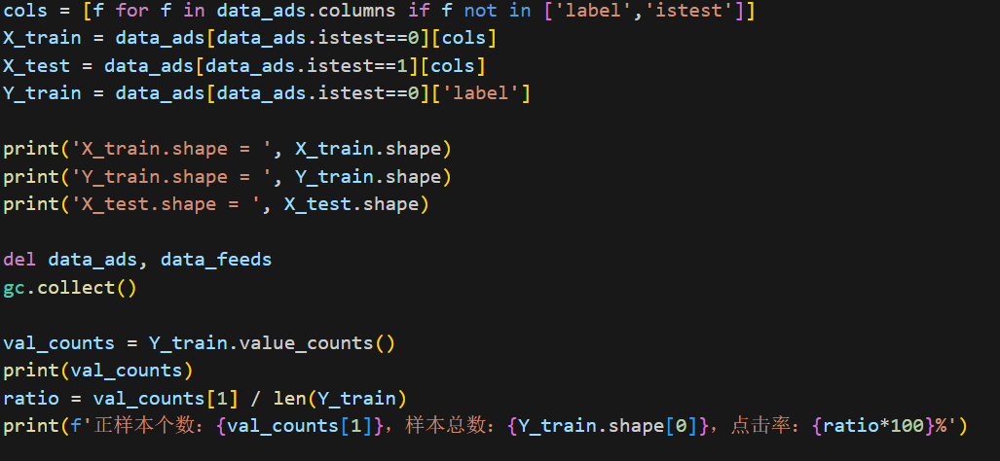 cols = [f for f in data_ads.columns if f not in ['label','istest']]
X_train = data_ads[data_ads.istest==0][cols]
X_test = data_ads[data_ads.istest==1][cols]
Y_train = data_ads[data_ads.istest==0]['label']
print('X_train.shape = ', X_train.shape)
print('Y_train.shape = ', Y_train.shape)
print('X_test.shape = ', X_test.shape)
del data_ads, data_feeds
gc.collect()
val_counts = Y_train.value_counts()
print(val_counts)
ratio = val_counts[1] / len(Y_train)
print(f'正样本个数：{val_counts[1]}，样本总数：{Y_train.shape[0]}，点击率：{ratio*100}%')